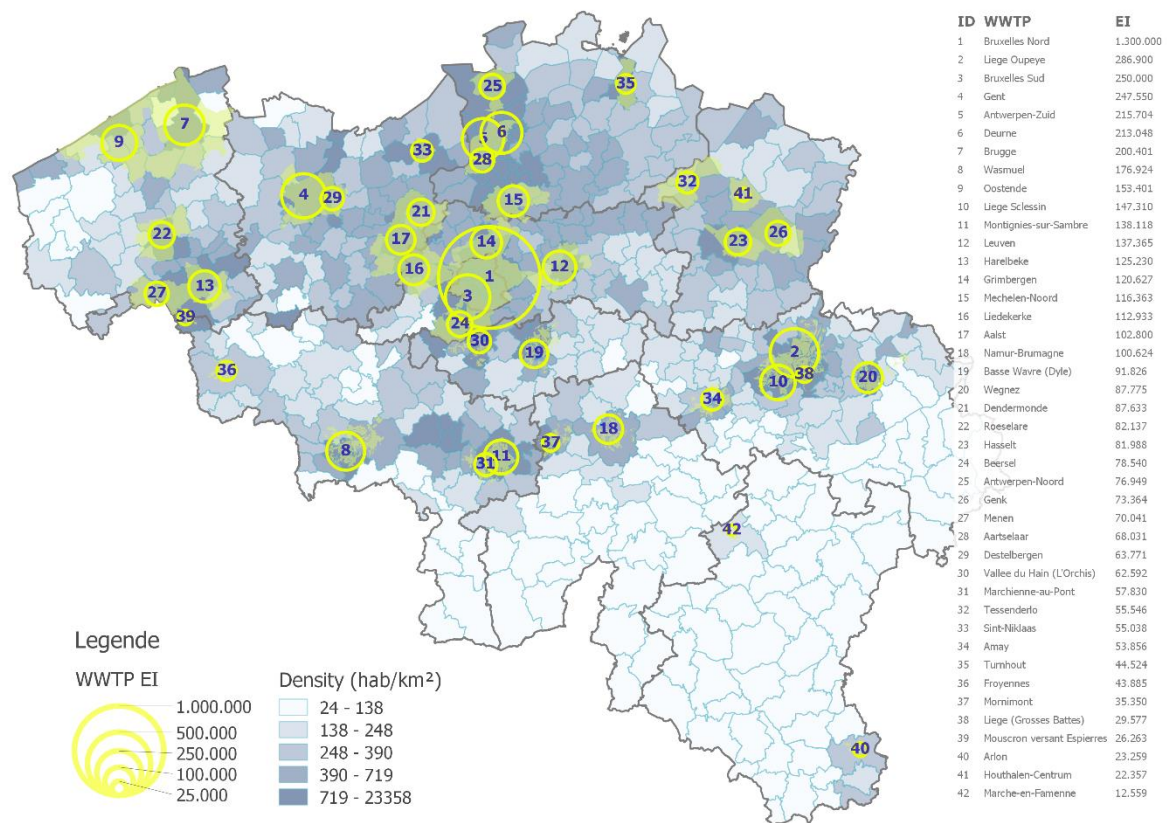 ID WWTP EI
1 Bruxelles Nord 1.300.000
2 Liege Oupeye 286.900
3 Bruxelles Sud 250.000
4 Gent 247.550
5 Antwerpen-Zuid 215.704
6 Deurne 213.048
7 Brugge 200.401
8 Wasmuel 176.924
9 Oostende 153.401
10 Liege Sclessin 147.310
11 Montignies-sur-Sambre 138.118
12 Leuven 137.365
13 Harelbeke 125.230
14 Grimbergen 120.627
15 Mechelen-Noord 116.363
16 Liedekerke 112.933
17 Aalst 102.800
18 Namur-Brumagne 100.624
19 Basse Wavre (Dyle) 91.826
20 Wegnez 87.775
21 Dendermonde 87.633
22 Roeselare 82.137
23 Hasselt 81.988
24 Beersel 78.540
25 Antwerpen-Noord 76.949
26 Genk 73.364
27 Menen 70.041
28 Aartselaar 68.031
29 Destelbergen 63.771
30 Vallee du Hain (L'Orchis) 62.592
31 Marchienne-au-Pont 57.830
32 Tessenderlo 55.546
33 Sint-Niklaas 55.038
34 Amay 53.856
35 Turnhout 44.524
36 Froyennes 43.885
37 Mornimont 35.350
38 Liege (Grosses Battes) 29.577
39 Mouscron versant Espierres 26.263
40 Arlon 23.259
41 Houthalen-Centrum 22.357
42 Marche-en-Famenne 12.559
25
35
7
6
5
9
33
28
32
41
4
29
15
21
22
17
14
26
23
16
12
1
13
27
3
39
24
30
19
2
36
38
20
10
34
18
37
8
11
31
42
40
Legende
WWTP EI
1.000.000
500.000
250.000
100.000
25.000
Density (hab/km²)
24 - 138
138 - 248
248 - 390
390 - 719
719 - 23358